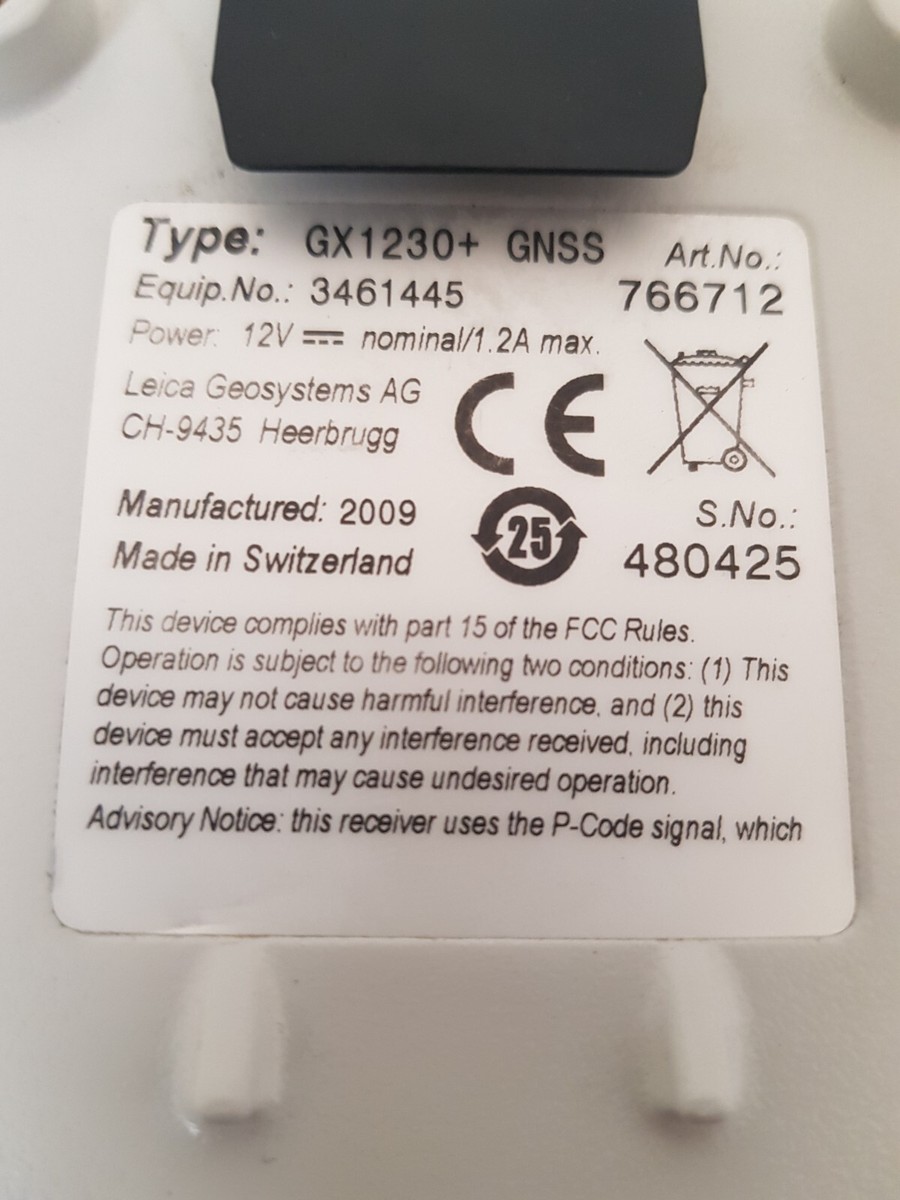 Type: GX1230+ GNSS Art.No.:
Equip.No.: 3461445 766712
Power: 12V nominal/1.2A max.
Leica Geosystems AG
CH-9435 Heerbrugg
CE
Manufactured: 2009 S.No.:
25
Made in Switzerland 480425
This device complies with part 15 of the FCC Rules.
Operation is subject to the following two conditions: (1) This
device may not cause harmful interference, and (2) this
device must accept any interference received, including
interference that may cause undesired operation.
Advisory Notice: this receiver uses the P-Code signal, which